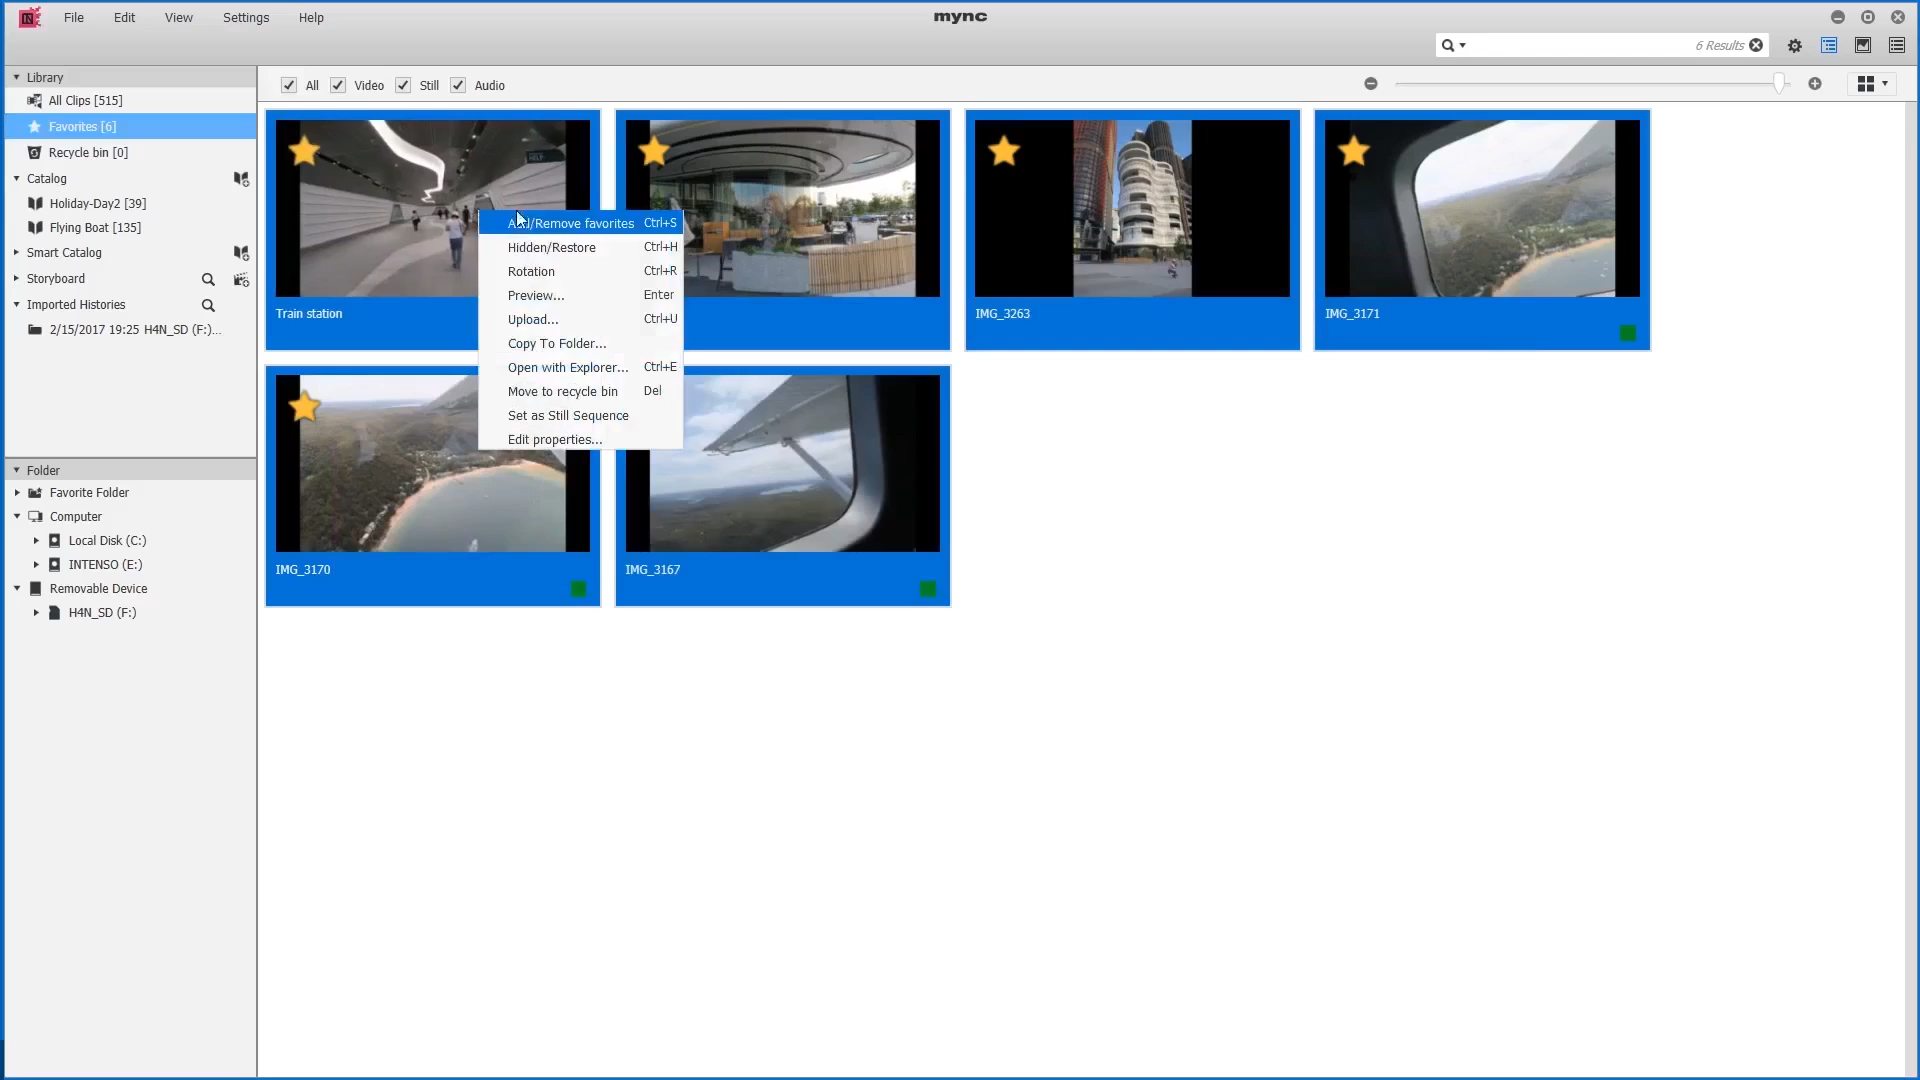 File Edit View Settings Help
mync
6 Results
Library
All Clips [515]
Favorites [6]
Recycle bin [0]
Catalog
Holiday-Day2 [39]
Flying Boat [135]
Smart Catalog
Storyboard
Imported Histories
2/15/2017 19:25 H4N_SD (F:)...
Folder
Favorite Folder
Computer
Local Disk (C:)
INTENSO (E:)
Removable Device
H4N_SD (F:)
All Video Still Audio
HELP
Train station
IMG_3263
IMG_3171
IMG_3170
IMG_3167
Add/Remove favorites Ctrl+S
Hidden/Restore Ctrl+H
Rotation Ctrl+R
Preview... Enter
Upload... Ctrl+U
Copy To Folder...
Open with Explorer... Ctrl+E
Move to recycle bin Del
Set as Still Sequence
Edit properties...